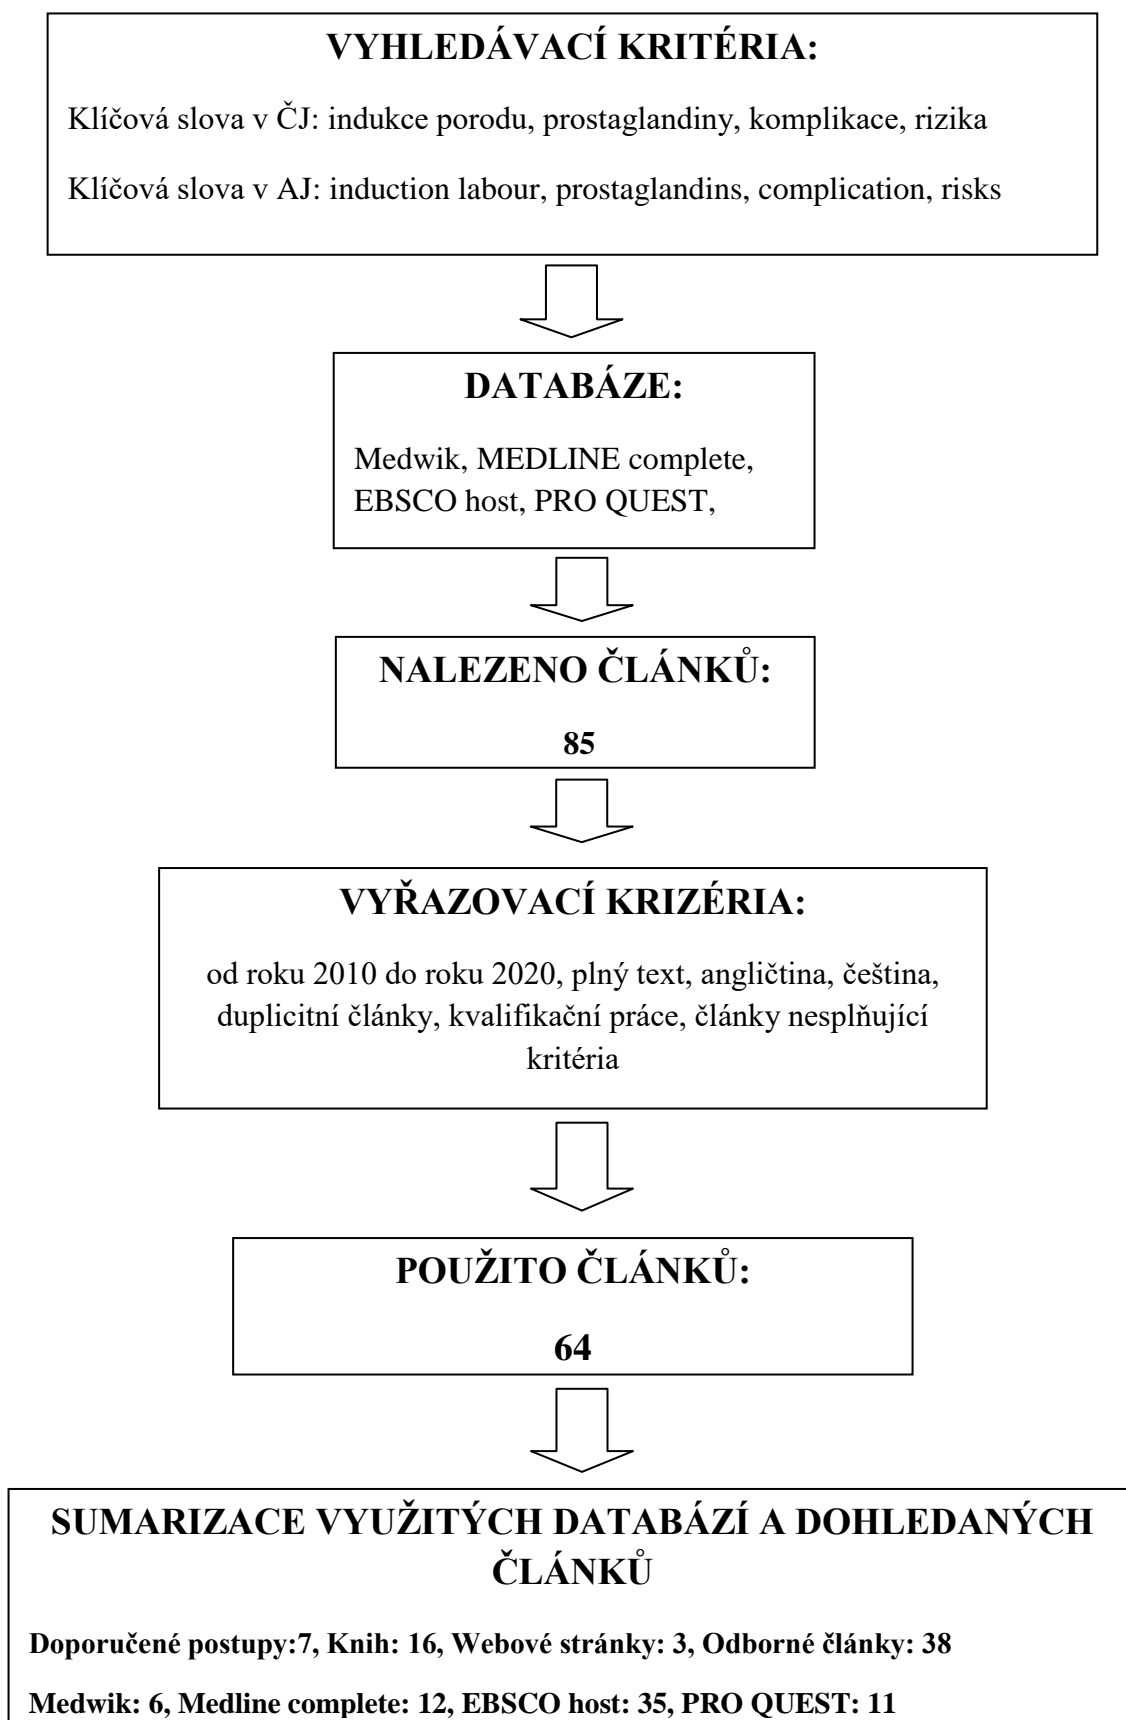 VYHLEDÁVACÍ KRITÉRIA:
Klíčová slova v ČJ: indukce porodu, prostaglandiny, komplikace, rizika
Klíčová slova v AJ: induction labour, prostaglandins, complication, risks
DATABÁZE:
Medwik, MEDLINE complete,
EBSCO host, PRO QUEST,
NALEZENO ČLÁNKŮ:
85
VYŘAZOVACÍ KRIZÉRIA:
od roku 2010 do roku 2020, plný text, angličtina, čeština,
duplicitní články, kvalifikační práce, články nesplňující
kritéria
POUŽITO ČLÁNKŮ:
64
SUMARIZACE VYUŽITÝCH DATABÁZÍ A DOHLEDANÝCH
ČLÁNKŮ
Doporučené postupy:7, Knih: 16, Webové stránky: 3, Odborné články: 38
Medwik: 6, Medline complete: 12, EBSCO host: 35, PRO QUEST: 11